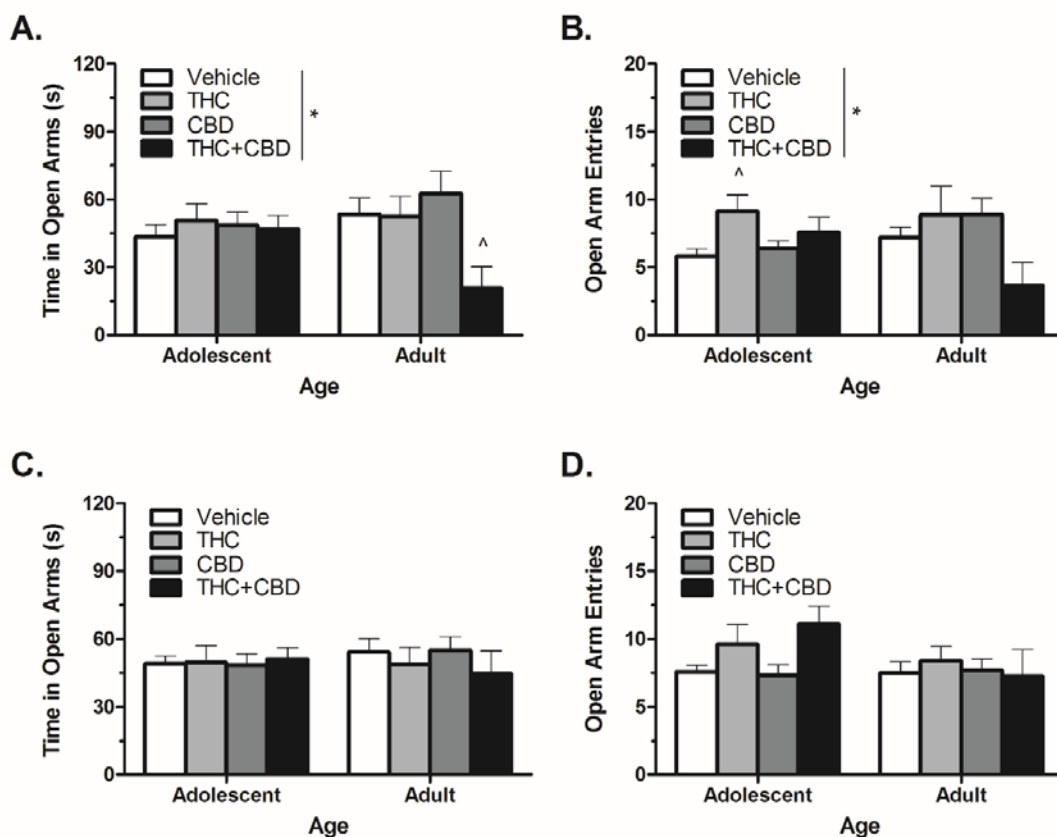 A.
120
90
60
30
0
Time in Open Arms (s)
Vehicle
THC
CBD
THC+CBD
*
^
Adolescent Adult
Age
B.
20
15
10
5
0
Open Arm Entries
Vehicle
THC
CBD
THC+CBD
*
^
Adolescent Adult
Age
C.
120
90
60
30
0
Time in Open Arms (s)
Vehicle
THC
CBD
THC+CBD
Adolescent Adult
Age
D.
20
15
10
5
0
Open Arm Entries
Vehicle
THC
CBD
THC+CBD
Adolescent Adult
Age